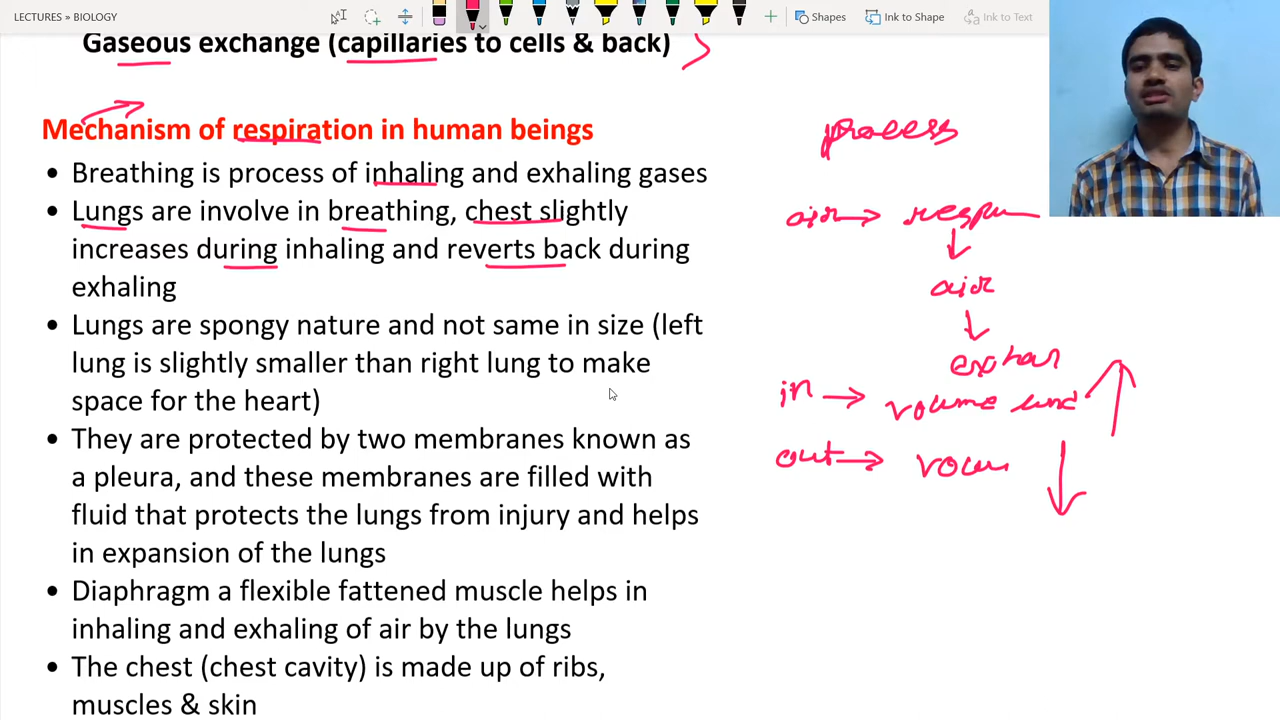 LECTURES » BIOLOGY
Shapes
Ink to Shape
Ink to Text
Gaseous exchange (capillaries to cells & back)
Mechanism of respiration in human beings
• Breathing is process of inhaling and exhaling gases
• Lungs are involve in breathing, chest slightly
increases during inhaling and reverts back during
exhaling
• Lungs are spongy nature and not same in size (left
lung is slightly smaller than right lung to make
space for the heart)
• They are protected by two membranes known as
a pleura, and these membranes are filled with
fluid that protects the lungs from injury and helps
in expansion of the lungs
• Diaphragm a flexible fattened muscle helps in
inhaling and exhaling of air by the lungs
• The chest (chest cavity) is made up of ribs,
muscles & skin
process
air →
air
in → volume
out →